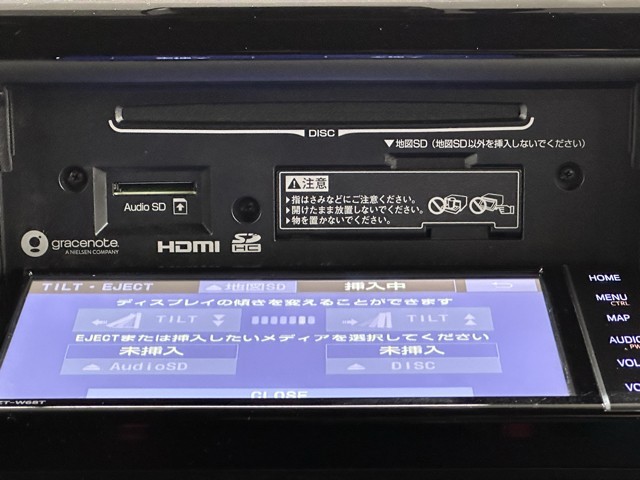 DISC
▼地図SD（地図SD以外を挿入しないでください）
Audio SD
⚠注意
▶指はさみなどにご注意ください。
▶開けたまま放置しないでください。
▶物を置かないでください。
gracenote.
A NIELSEN COMPANY
HDMI
SD HC
TILT・EJECT
▲地図SD
挿入中
ディスプレイの傾きを変えることができます
TILT
TILT
EJECTまたは挿入したいメディアを選択してください
未挿入
未挿入
▲ AudioSD
▲ DISC
CLOSE
HOME
MENU
CTRL
MAP
AUDIO
VOL